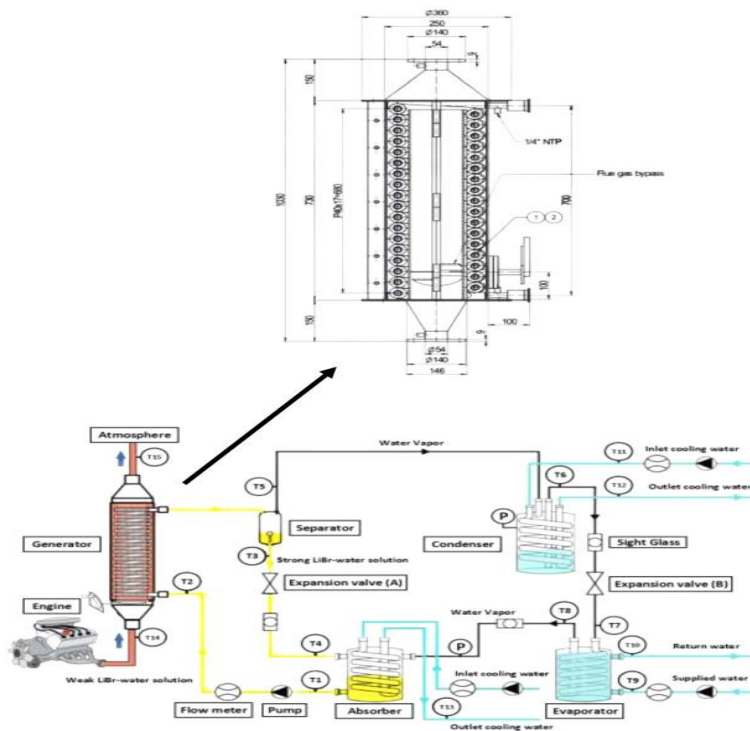 Ø360
250
Ø140
54
9
150
1/4" NTP
Flue gas bypass
1030
730
P40x17=680
700
1
2
100
150
100
9
Ø54
Ø140
146
Atmosphere
T15
Water Vapor
T11
Inlet cooling water
T6
T12
Outlet cooling water
T5
P
Separator
Condenser
Sight Glass
Generator
T3
Strong LiBr-water solution
T2
Expansion valve (A)
Expansion valve (B)
Engine
Water Vapor
T8
T7
T14
T4
P
T10
Return water
Weak LiBr-water solution
Inlet cooling water
T1
T9
Supplied water
Flow meter
Pump
Absorber
T13
Evaporator
Outlet cooling water